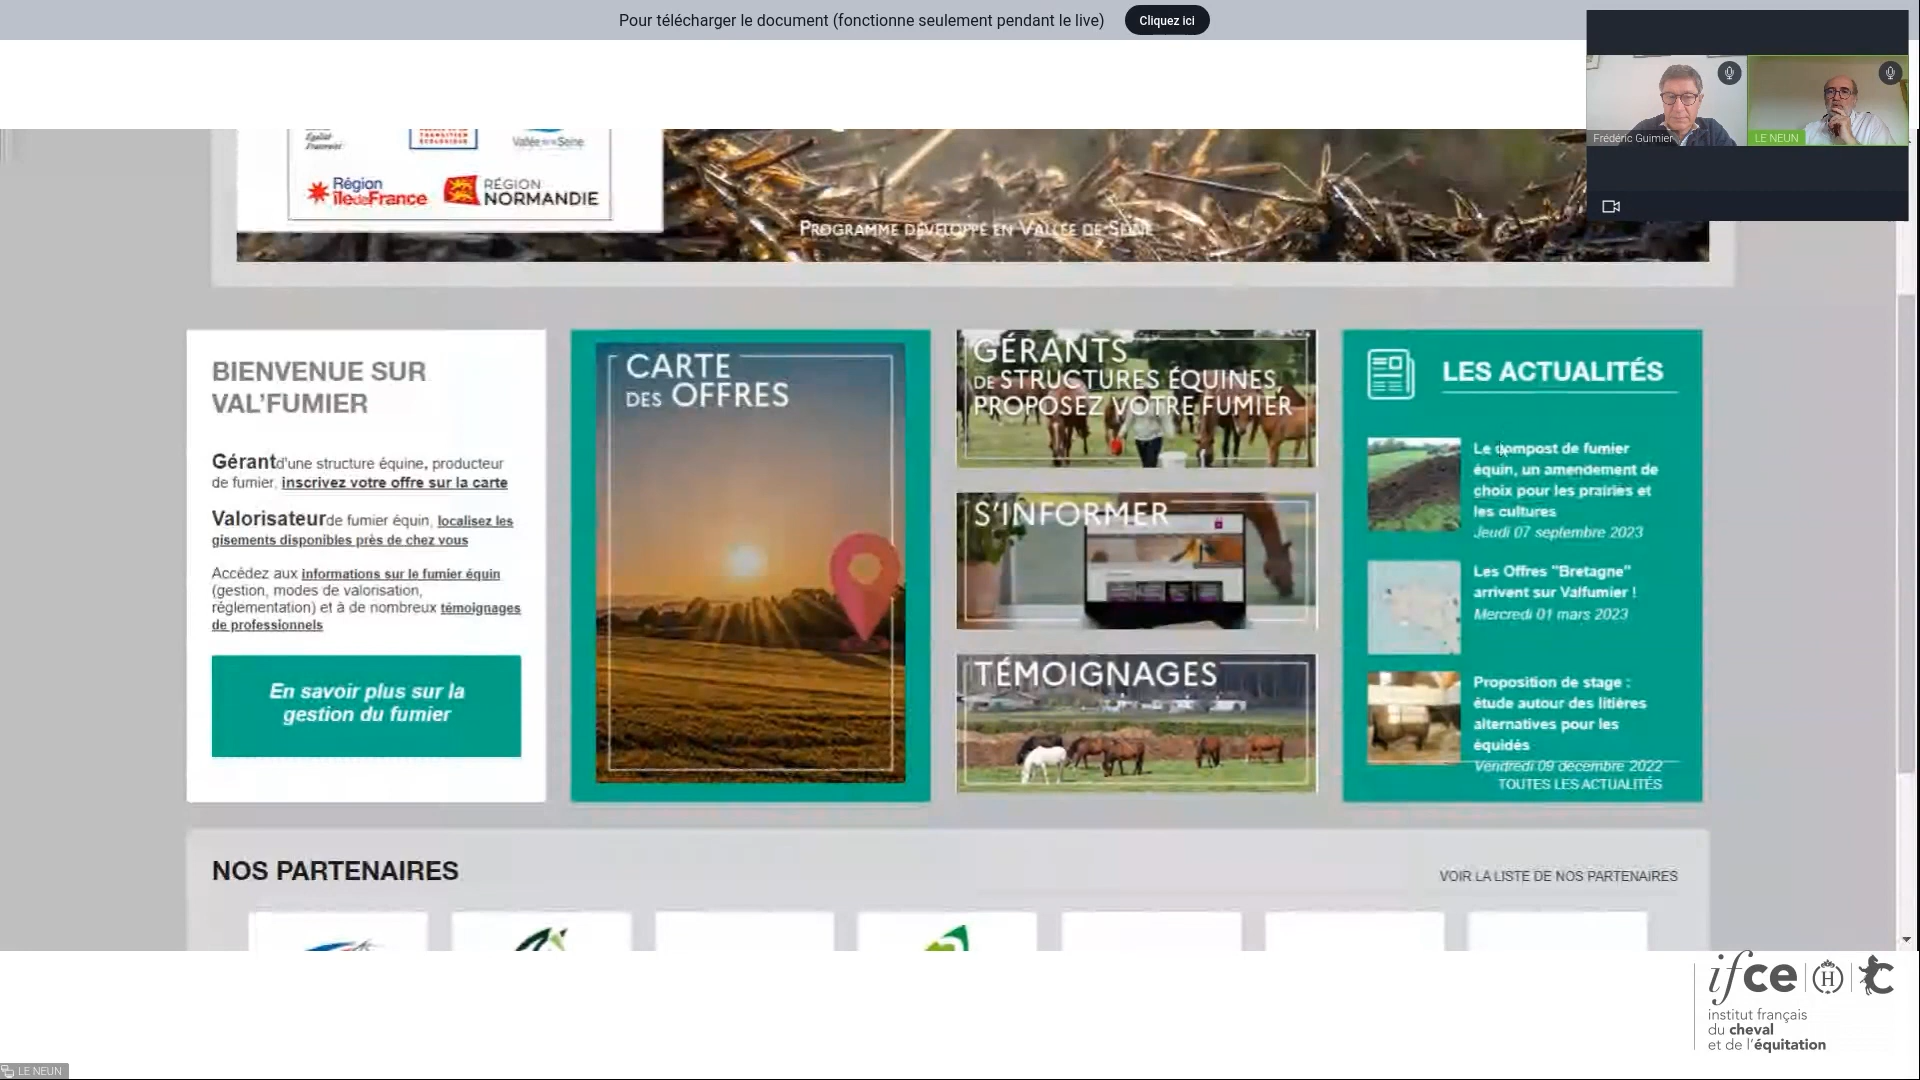 Pour télécharger le document (fonctionne seulement pendant le live)
Cliquez ici
Frédéric Guimier
LE NEUN
Égalité
Fraternité
TRANSITION
ÉCOLOGIQUE
Vallée de la Seine
Région
îledeFrance
RÉGION
NORMANDIE
PROGRAMME DÉVELOPPÉ EN VALLÉE DE SEINE
BIENVENUE SUR
VAL'FUMIER
Gérantd'une structure équine, producteur
de fumier, inscrivez votre offre sur la carte
Valorisateurde fumier équin, localisez les
gisements disponibles près de chez vous
Accédez aux informations sur le fumier équin
(gestion, modes de valorisation,
réglementation) et à de nombreux témoignages
de professionnels
En savoir plus sur la
gestion du fumier
CARTE
DES OFFRES
GÉRANTS
DE STRUCTURES ÉQUINES,
PROPOSEZ VOTRE FUMIER
S'INFORMER
TÉMOIGNAGES
LES ACTUALITÉS
Le compost de fumier
équin, un amendement de
choix pour les prairies et
les cultures
Jeudi 07 septembre 2023
Les Offres "Bretagne"
arrivent sur Valfumier !
Mercredi 01 mars 2023
Proposition de stage :
étude autour des litières
alternatives pour les
équidés
Vendredi 09 décembre 2022
TOUTES LES ACTUALITÉS
NOS PARTENAIRES
VOIR LA LISTE DE NOS PARTENAIRES
ifce
H
institut français
du cheval
et de l'équitation
LE NEUN